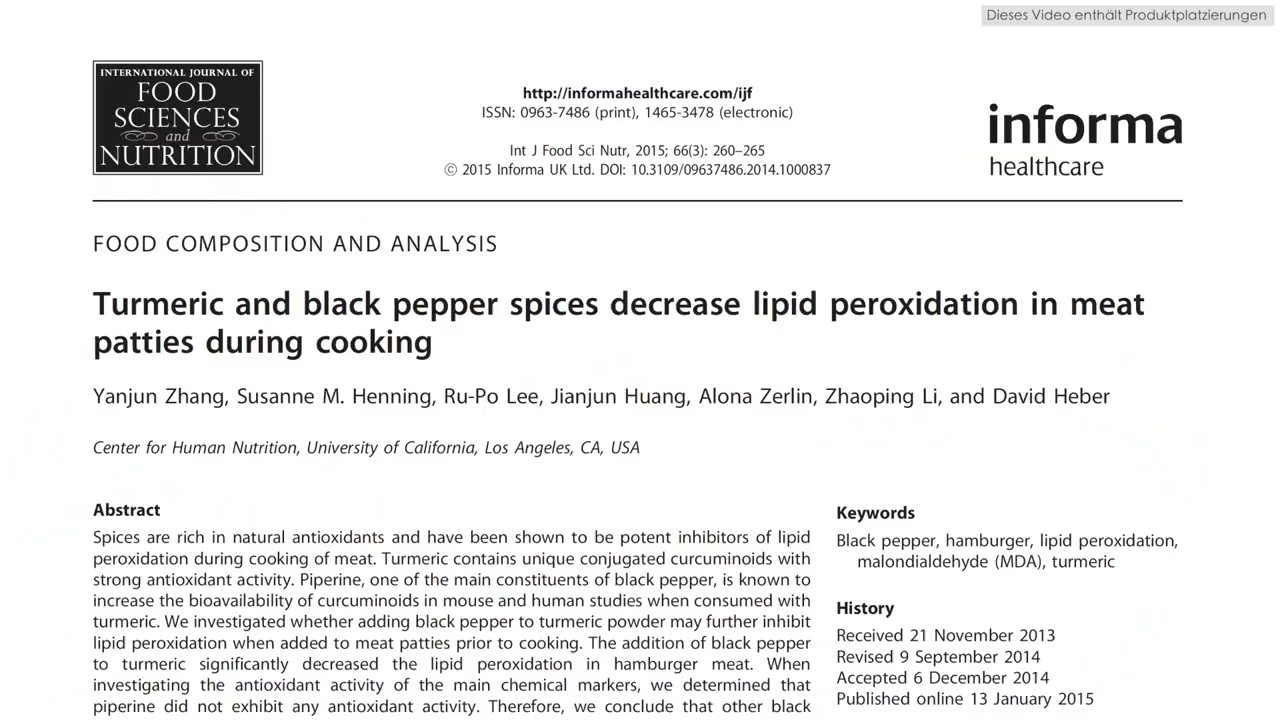 Dieses Video enthält Produktplatzierungen
INTERNATIONAL JOURNAL OF
FOOD
SCIENCES
and
NUTRITION
http://informahealthcare.com/ijf
ISSN: 0963-7486 (print), 1465-3478 (electronic)
Int J Food Sci Nutr, 2015; 66(3): 260–265
© 2015 Informa UK Ltd. DOI: 10.3109/09637486.2014.1000837
informa
healthcare
FOOD COMPOSITION AND ANALYSIS
Turmeric and black pepper spices decrease lipid peroxidation in meat
patties during cooking
Yanjun Zhang, Susanne M. Henning, Ru-Po Lee, Jianjun Huang, Alona Zerlin, Zhaoping Li, and David Heber
Center for Human Nutrition, University of California, Los Angeles, CA, USA
Abstract
Spices are rich in natural antioxidants and have been shown to be potent inhibitors of lipid
peroxidation during cooking of meat. Turmeric contains unique conjugated curcuminoids with
strong antioxidant activity. Piperine, one of the main constituents of black pepper, is known to
increase the bioavailability of curcuminoids in mouse and human studies when consumed with
turmeric. We investigated whether adding black pepper to turmeric powder may further inhibit
lipid peroxidation when added to meat patties prior to cooking. The addition of black pepper
to turmeric significantly decreased the lipid peroxidation in hamburger meat. When
investigating the antioxidant activity of the main chemical markers, we determined that
piperine did not exhibit any antioxidant activity. Therefore, we conclude that other black
Keywords
Black pepper, hamburger, lipid peroxidation,
malondialdehyde (MDA), turmeric
History
Received 21 November 2013
Revised 9 September 2014
Accepted 6 December 2014
Published online 13 January 2015